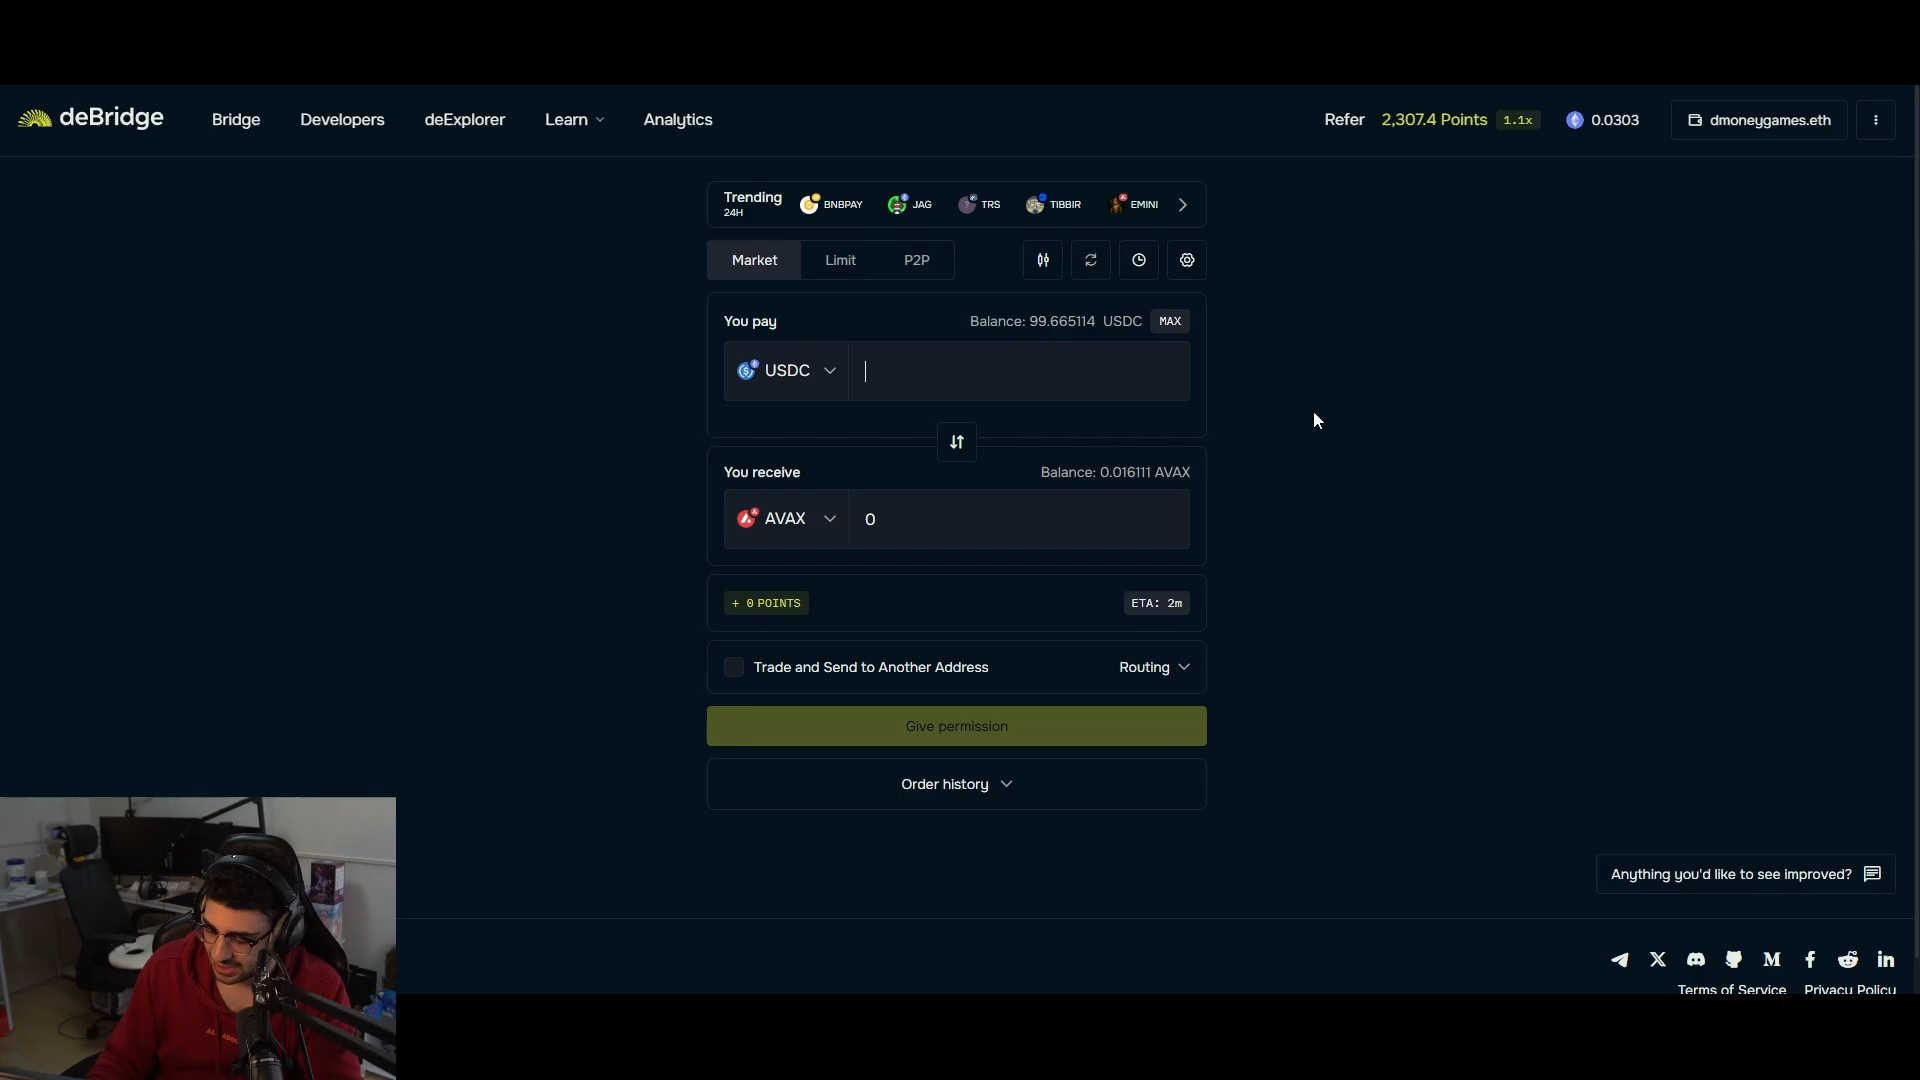 deBridge
Bridge
Developers
deExplorer
Learn
Analytics
Refer
2,307.4 Points
1.1x
0.0303
dmoneygames.eth
Trending
24H
BNBPAY
JAG
TRS
TIBBIR
EMINI
Market
Limit
P2P
You pay
Balance: 99.665114 USDC
MAX
USDC
You receive
Balance: 0.016111 AVAX
AVAX
0
+ 0 POINTS
ETA: 2m
Trade and Send to Another Address
Routing
Give permission
Order history
Anything you'd like to see improved?
Terms of Service
Privacy Policy